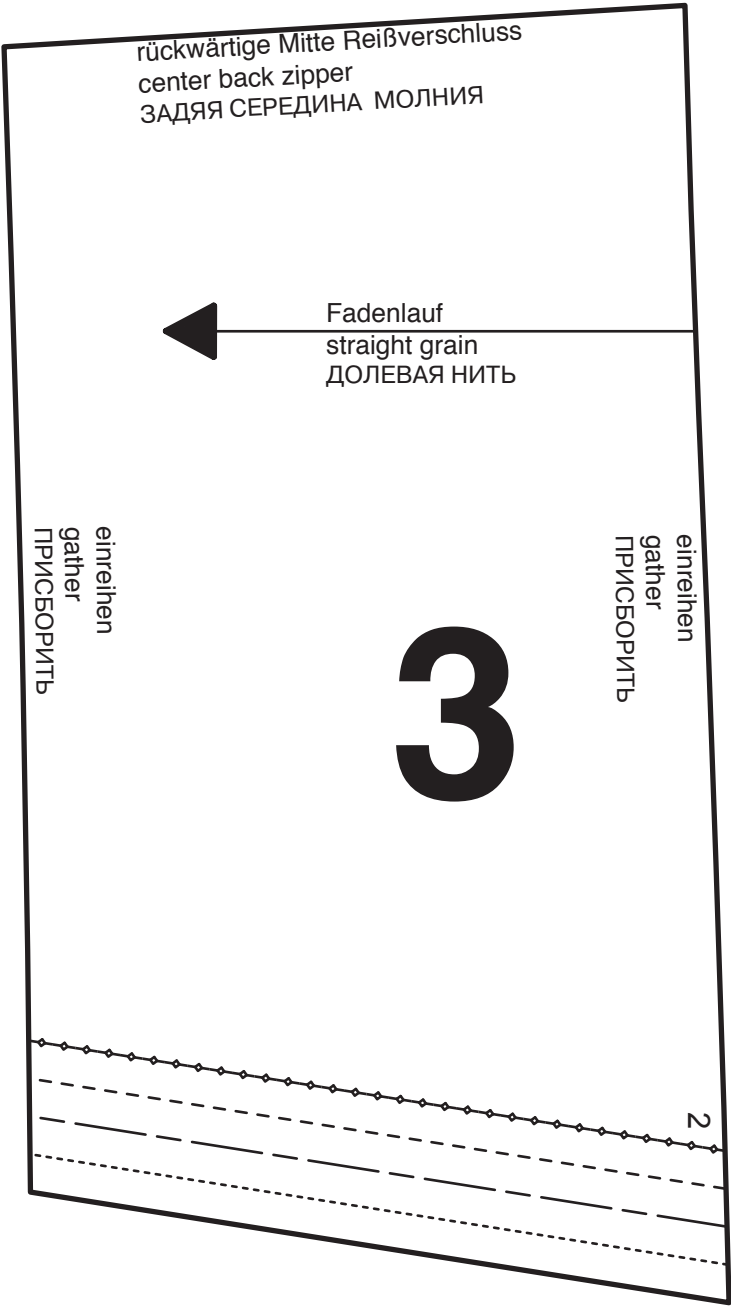 rückwärtige Mitte Reißverschluss
center back zipper
ЗАДЯЯ СЕРЕДИНА МОЛНИЯ
Fadenlauf
straight grain
ДОЛЕВАЯ НИТЬ
einreihen
gather
ПРИСБОРИТЬ
einreihen
gather
ПРИСБОРИТЬ
3
2